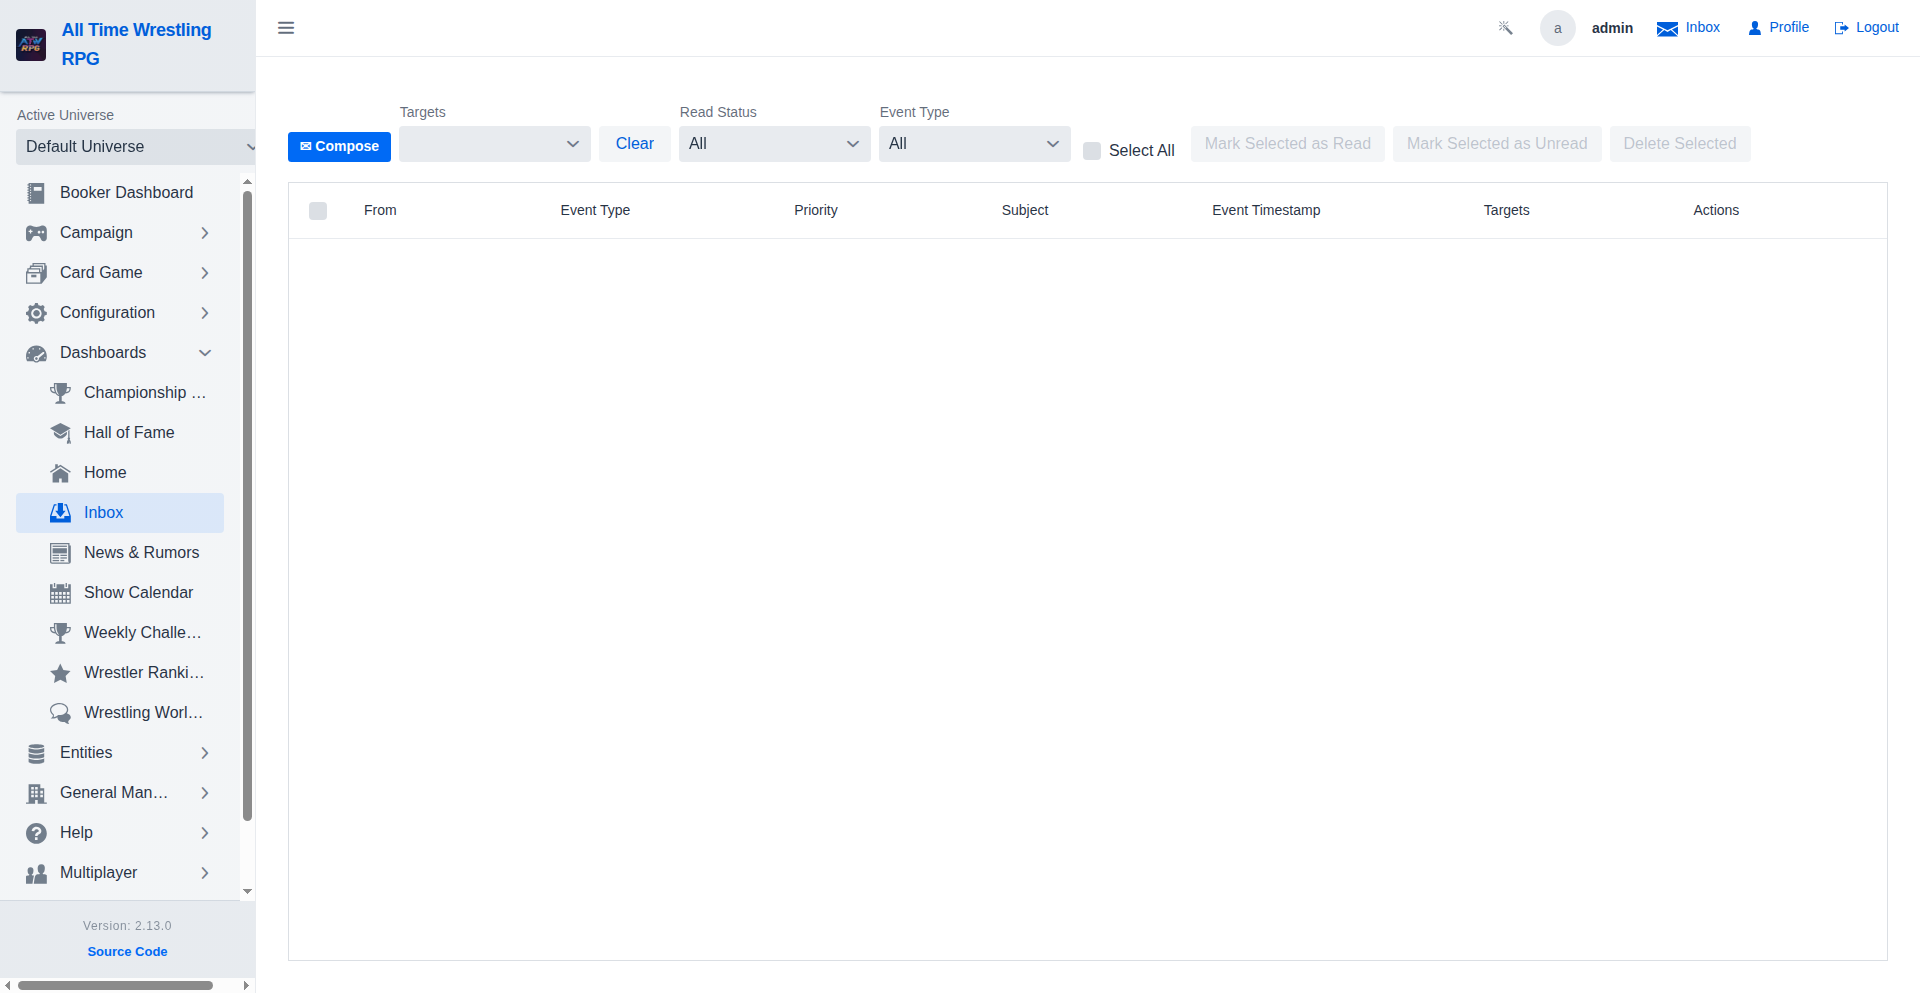 All Time Wrestling
RPG
a
admin
Inbox
Profile
Logout
Active Universe
Default Universe
Booker Dashboard
Campaign
Card Game
Configuration
Dashboards
Championship …
Hall of Fame
Home
Inbox
News & Rumors
Show Calendar
Weekly Challe…
Wrestler Ranki…
Wrestling Worl…
Entities
General Man…
Help
Multiplayer
Version: 2.13.0
Source Code
✉ Compose
Targets
Clear
Read Status
All
Event Type
All
Select All
Mark Selected as Read
Mark Selected as Unread
Delete Selected
From
Event Type
Priority
Subject
Event Timestamp
Targets
Actions